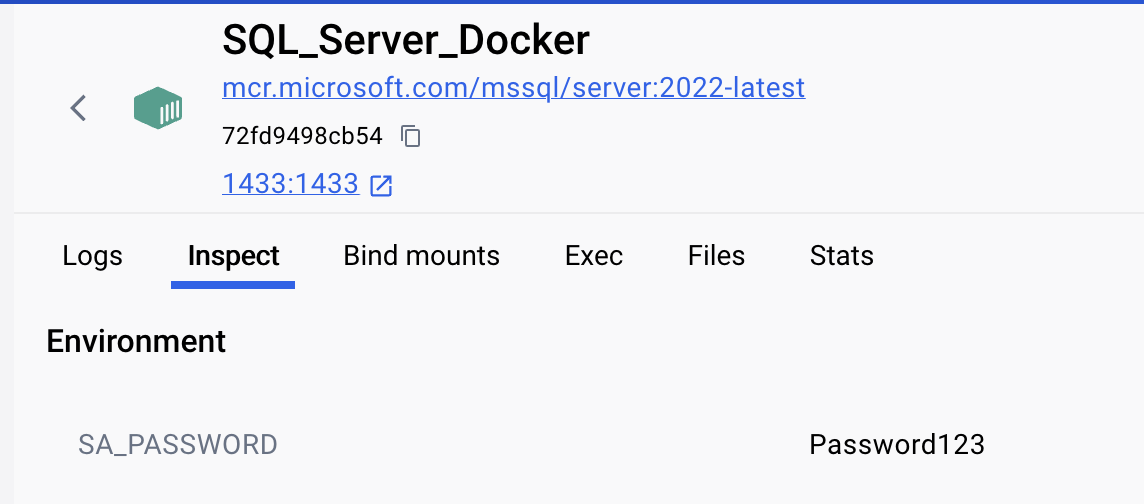 SQL_Server_Docker
mcr.microsoft.com/mssql/server:2022-latest
72fd9498cb54
1433:1433
Logs Inspect Bind mounts Exec Files Stats
Environment
SA_PASSWORD Password123